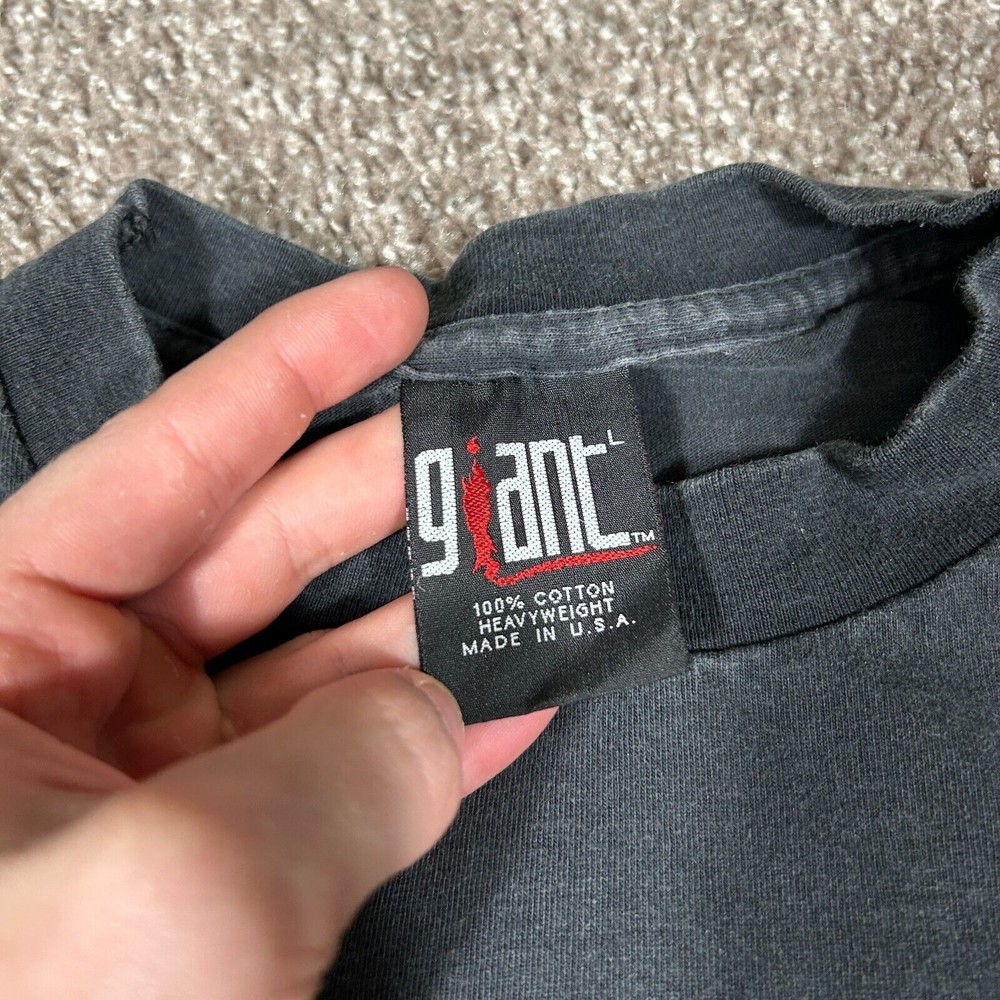 giant L
TM
100% COTTON
HEAVYWEIGHT
MADE IN U.S.A.